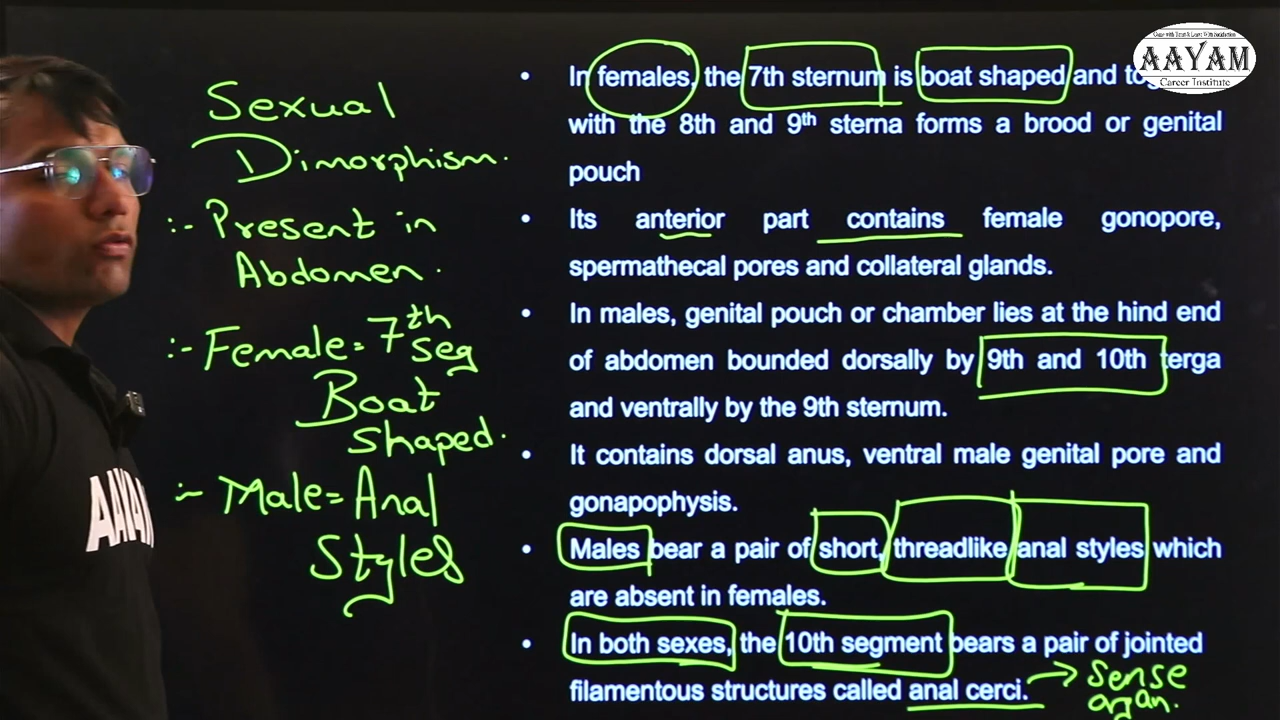 Sexual
Dimorphism.
:- Present in
Abdomen.
:- Female = 7th seg
Boat
shaped.
:- Male = Anal
Styles
• In females, the 7th sternum is boat shaped and
with the 8th and 9th sterna forms a brood or genital
pouch
• Its anterior part contains female gonopore,
spermathecal pores and collateral glands.
• In males, genital pouch or chamber lies at the hind end
of abdomen bounded dorsally by 9th and 10th terga
and ventrally by the 9th sternum.
• It contains dorsal anus, ventral male genital pore and
gonapophysis.
• Males bear a pair of short, threadlike anal styles which
are absent in females.
• In both sexes, the 10th segment bears a pair of jointed
filamentous structures called anal cerci. → Sense
organ.
AAYAM
Career Institute
AAYAM